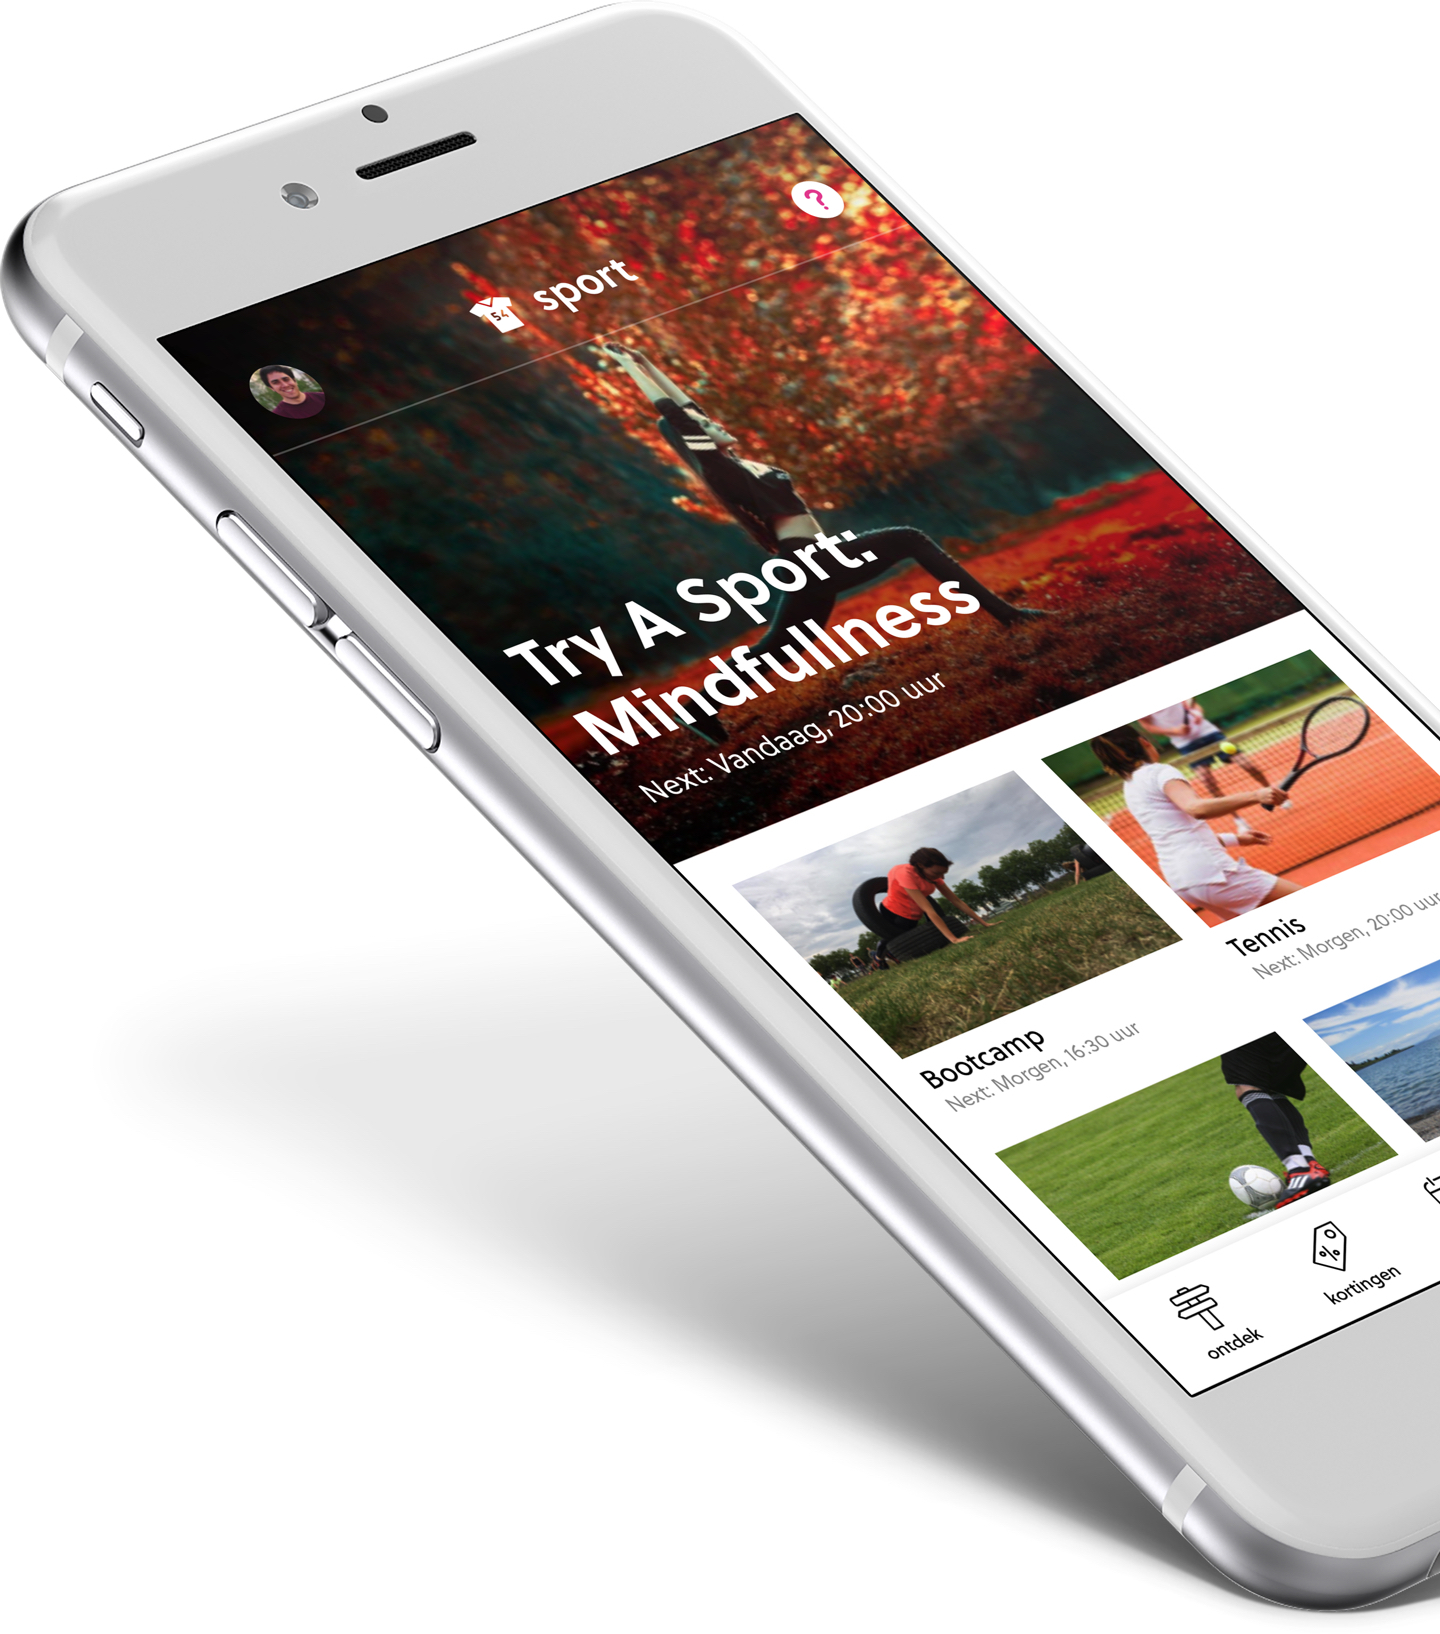 ?
54
sport
Try A Sport:
Mindfullness
Next: Vandaag, 20:00 uur
Tennis
Next: Morgen, 20:00 uur
Bootcamp
Next: Morgen, 16:30 uur
%
ontdek
kortingen